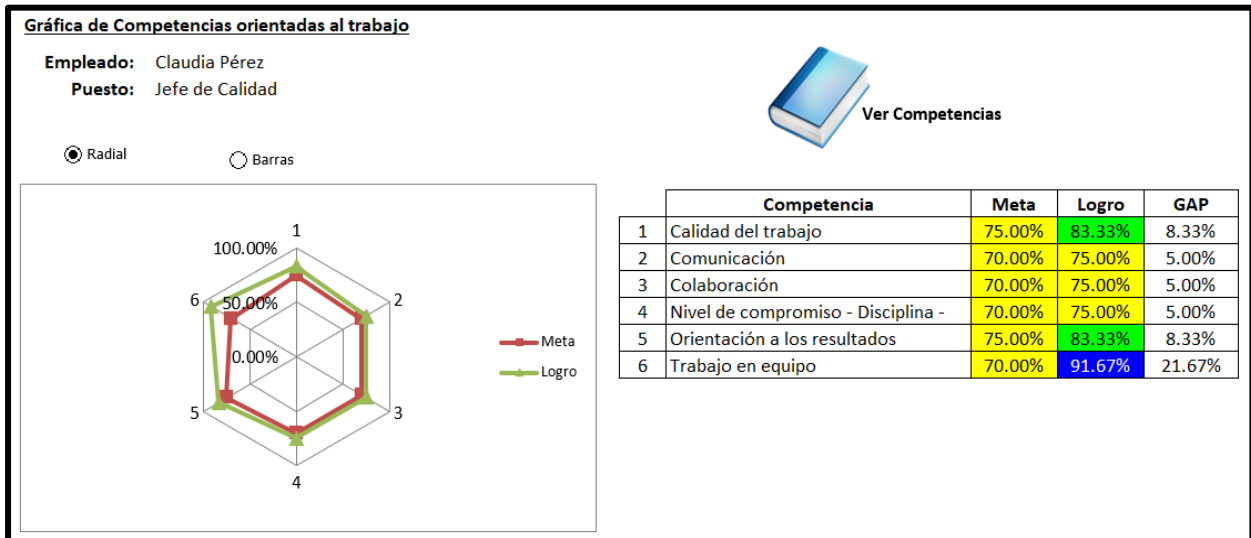 Gráfica de Competencias orientadas al trabajo
Empleado: Claudia Pérez
Puesto: Jefe de Calidad
Ver Competencias
Radial
Barras
1
100.00%
6
50.00%
2
0.00%
5
3
4
Meta
Logro
Competencia Meta Logro GAP
1 Calidad del trabajo 75.00% 83.33% 8.33%
2 Comunicación 70.00% 75.00% 5.00%
3 Colaboración 70.00% 75.00% 5.00%
4 Nivel de compromiso - Disciplina - 70.00% 75.00% 5.00%
5 Orientación a los resultados 75.00% 83.33% 8.33%
6 Trabajo en equipo 70.00% 91.67% 21.67%